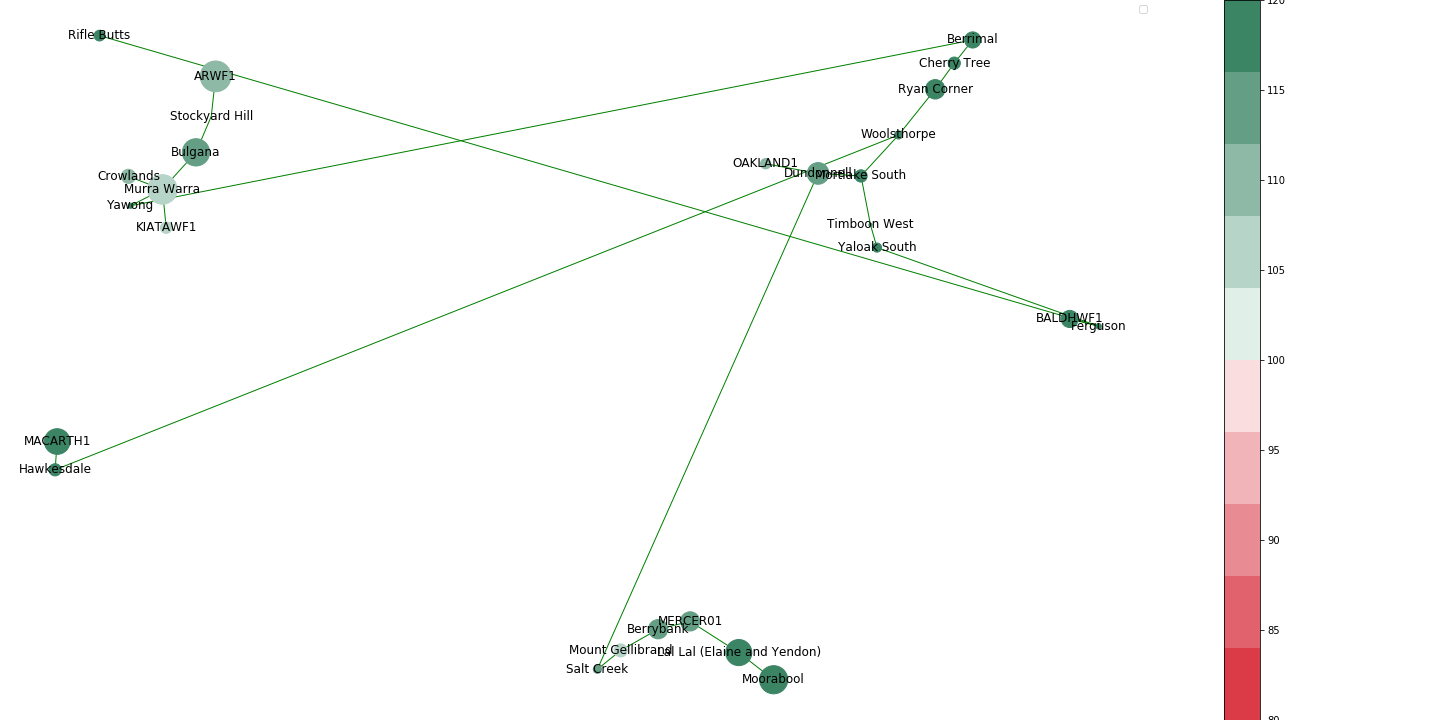 120
Rifle Butts
Berrimal
Cherry Tree
ARWF1
Ryan Corner
115
Stockyard Hill
Woolsthorpe
Bulgana
OAKLAND1
Dundonnell
Mortlake South
Crowlands
110
Murra Warra
Yawong
KIATAWF1
Timboon West
Yaloak South
105
BALDHWF1
Ferguson
100
MACARTH1
95
Hawkesdale
90
MERCER01
Berrybank
85
Mount Gellibrand
Lal Lal (Elaine and Yendon)
Salt Creek
Moorabool
80